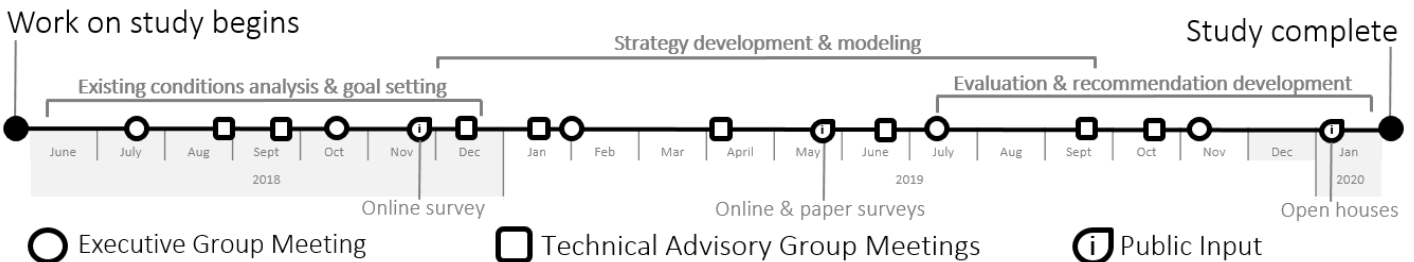 Work on study begins
Study complete
Strategy development & modeling
Existing conditions analysis & goal setting
Evaluation & recommendation development
i
i
i
June July Aug Sept Oct Nov Dec Jan Feb Mar April May June July Aug Sept Oct Nov Dec Jan
2018 2019 2020
Online survey Online & paper surveys Open houses
Executive Group Meeting Technical Advisory Group Meetings i Public Input